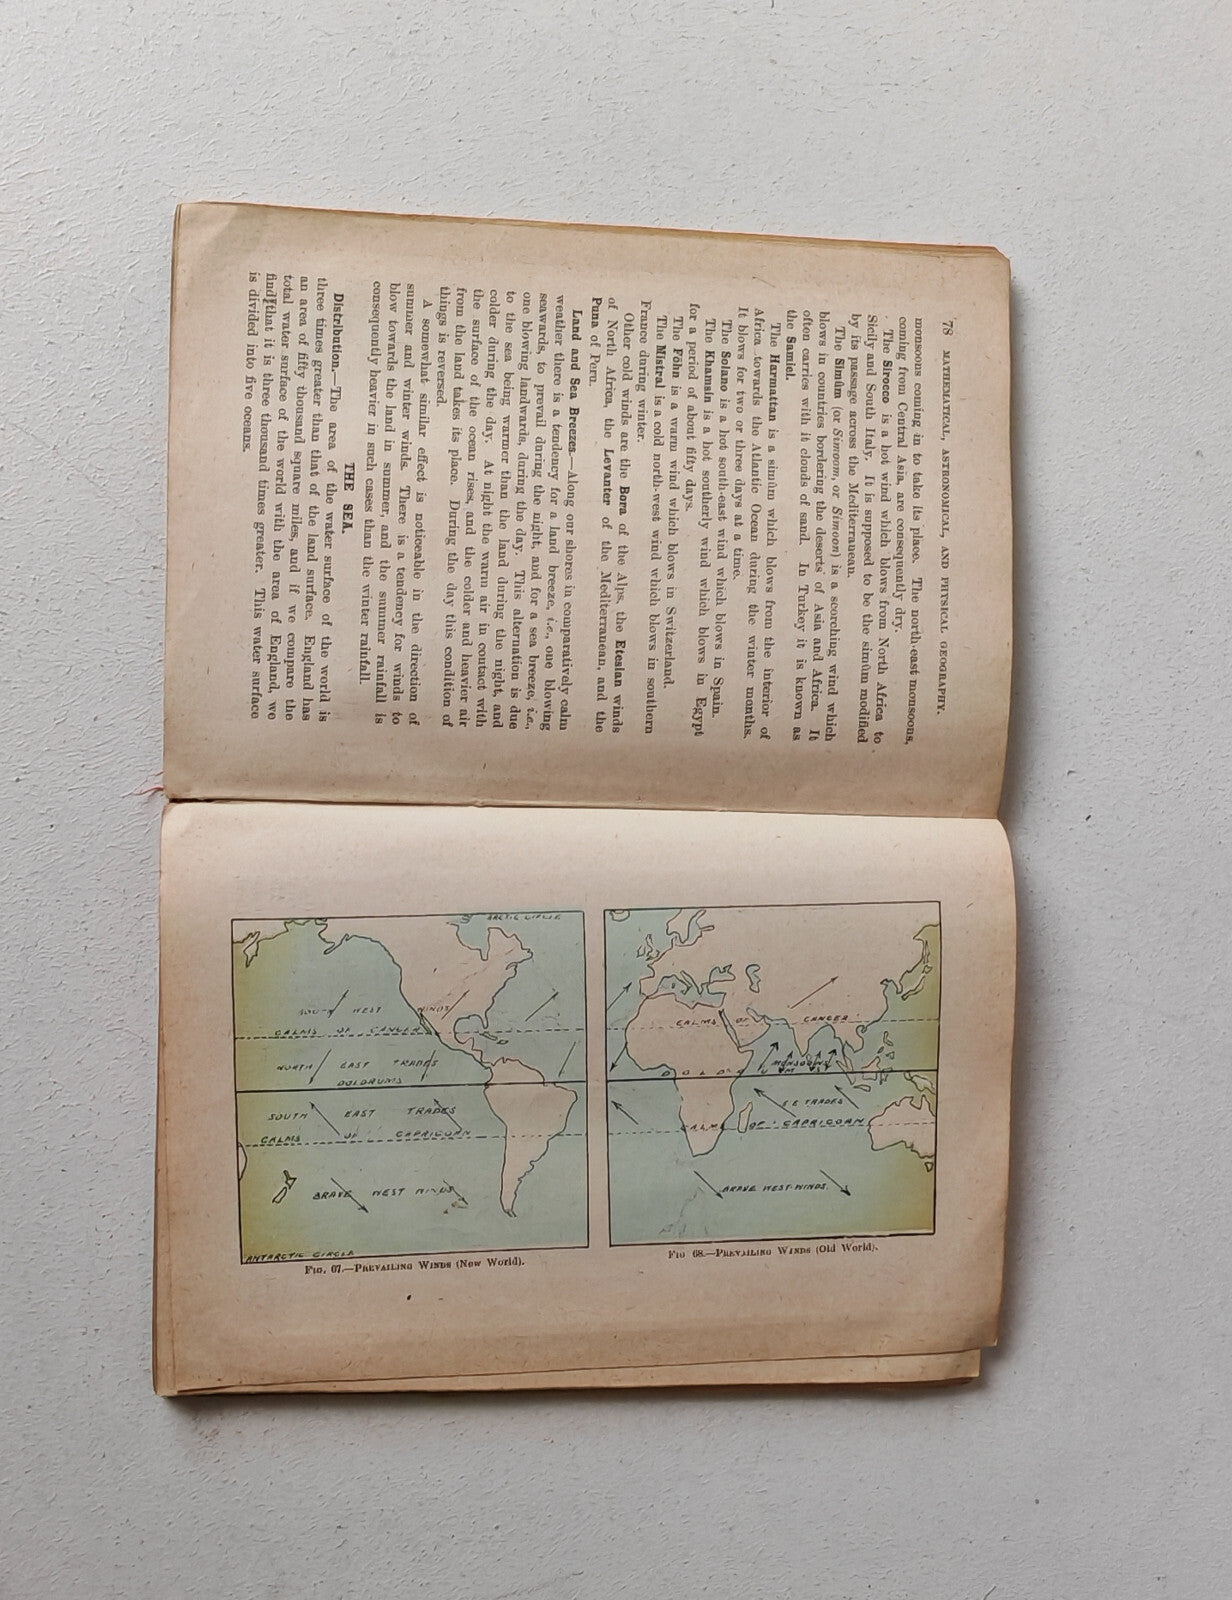 78 MATHEMATICAL, ASTRONOMICAL, AND PHYSICAL GEOGRAPHY.
monsoons coming in to take its place. The north-east monsoons,
coming from Central Asia, are consequently dry.
The Sirocco is a hot wind which blows from North Africa to
Sicily and South Italy. It is supposed to be the simûm modified
by its passage across the Mediterranean.
The Simûm (or Simoom, or Simoon) is a scorching wind which
blows in countries bordering the deserts of Asia and Africa. It
often carries with it clouds of sand. In Turkey it is known as
the Samiel.
The Harmattan is a simûm which blows from the interior of
Africa towards the Atlantic Ocean during the winter months.
It blows for two or three days at a time.
The Solano is a hot south-east wind which blows in Spain.
The Khamsin is a hot southerly wind which blows in Egypt
for a period of about fifty days.
The Föhn is a warm wind which blows in Switzerland.
The Mistral is a cold north-west wind which blows in southern
France during winter.
Other cold winds are the Bora of the Alps, the Etesian winds
of North Africa, the Levanter of the Mediterranean, and the
Puna of Peru.
Land and Sea Breezes.—Along our shores in comparatively calm
weather there is a tendency for a land breeze, i.e., one blowing
seawards, to prevail during the night, and for a sea breeze, i.e.,
one blowing landwards, during the day. This alternation is due
to the sea being warmer than the land during the night, and
colder during the day. At night the warm air in contact with
the surface of the ocean rises, and the colder and heavier air
from the land takes its place. During the day this condition of
things is reversed.
A somewhat similar effect is noticeable in the direction of
summer and winter winds. There is a tendency for winds to
blow towards the land in summer, and the summer rainfall is
consequently heavier in such cases than the winter rainfall.
THE SEA.
Distribution.—The area of the water surface of the world is
three times greater than that of the land surface. England has
an area of fifty thousand square miles, and if we compare the
total water surface of the world with the area of England, we
find that it is three thousand times greater. This water surface
is divided into five oceans.
ARCTIC CIRCLE
SOUTH WEST WINDS
CALMS OF CANCER
NORTH EAST TRADES
DOLDRUMS
SOUTH EAST TRADES
CALMS OF CAPRICORN
BRAVE WEST WINDS
ANTARCTIC CIRCLE
FIG. 67.—PREVAILING WINDS (New World).
CALMS OF CANCER
MONSOONS
S E TRADES
CALMS OF CAPRICORN
BRAVE WEST WINDS.
FIG 68.—PREVAILING WINDS (Old World).